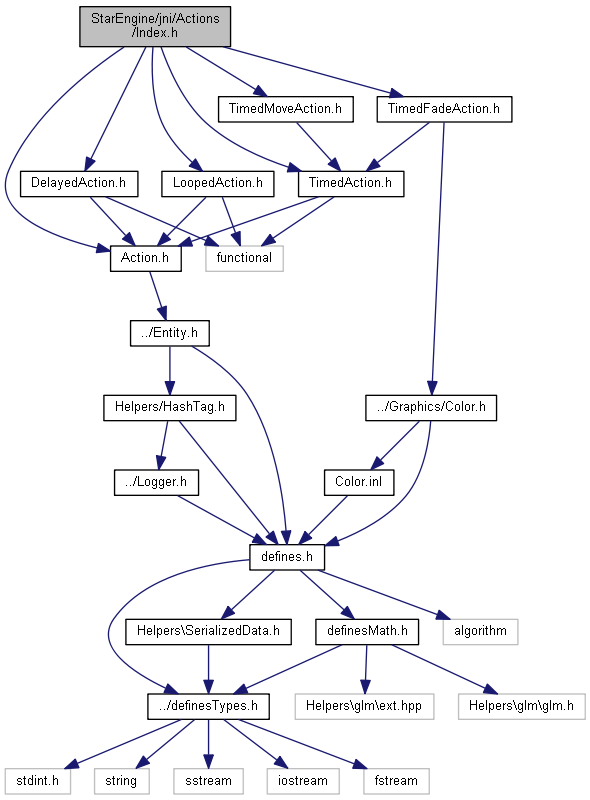 StarEngine/jni/Actions
/Index.h
TimedMoveAction.h
TimedFadeAction.h
DelayedAction.h
LoopedAction.h
TimedAction.h
Action.h
functional
../Entity.h
Helpers/HashTag.h
../Graphics/Color.h
../Logger.h
Color.inl
defines.h
Helpers\SerializedData.h
definesMath.h
algorithm
../definesTypes.h
Helpers\glm\ext.hpp
Helpers\glm\glm.h
stdint.h
string
sstream
iostream
fstream